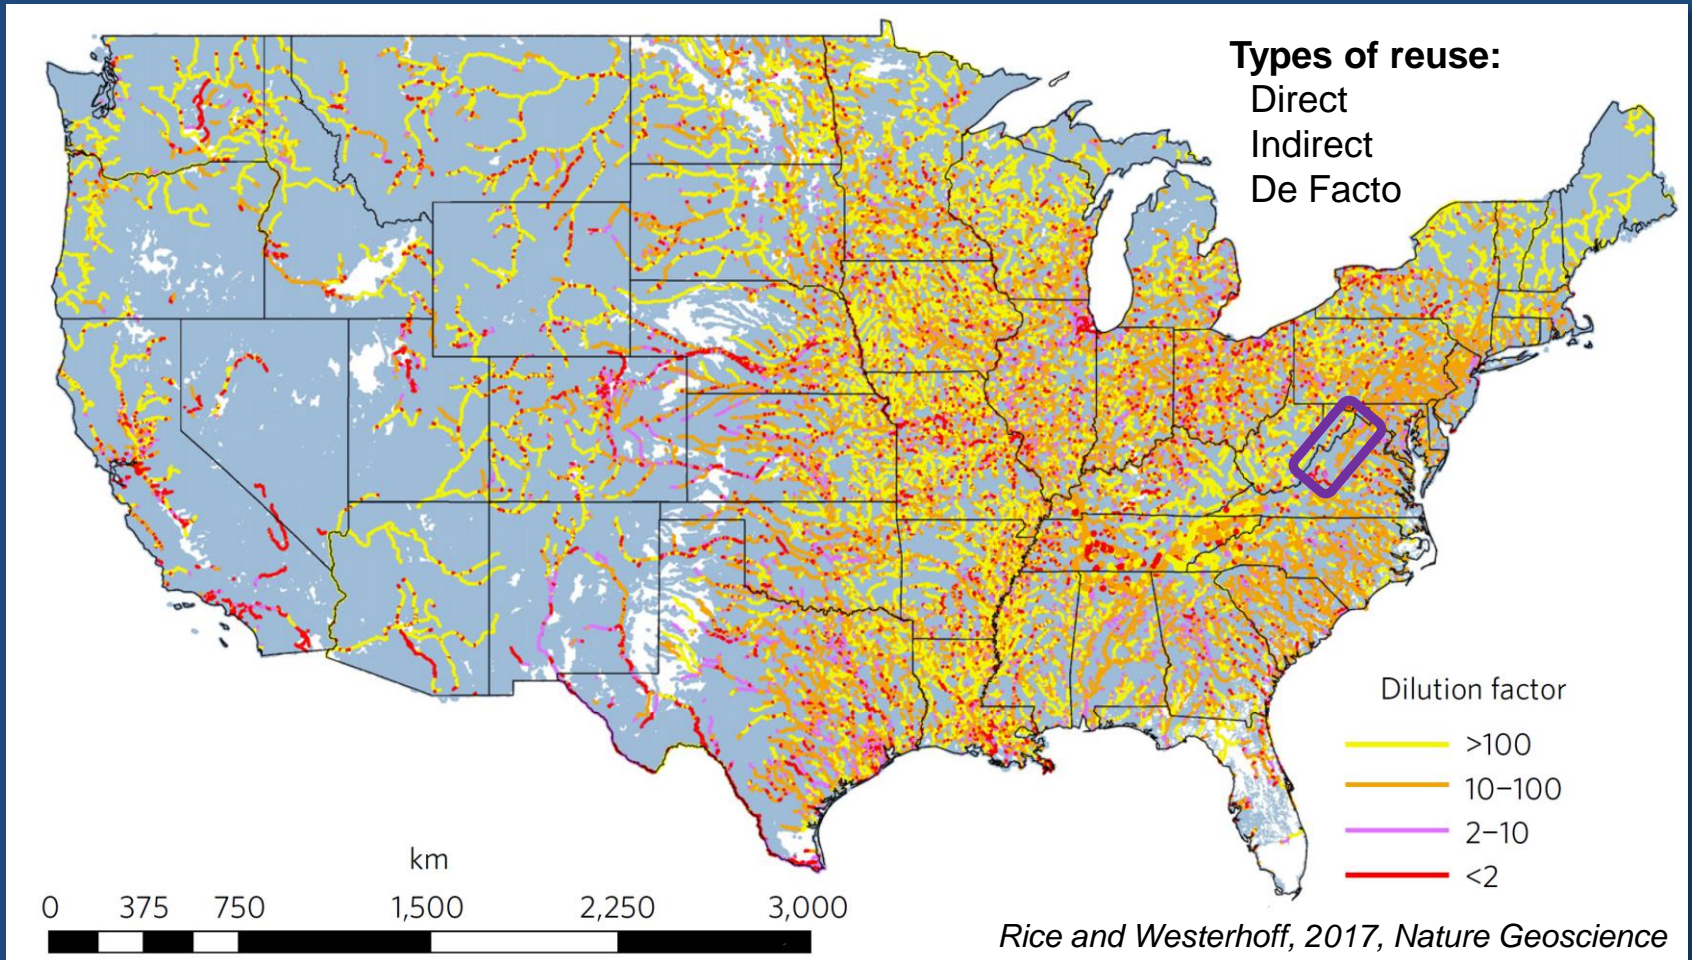 Types of reuse:
Direct
Indirect
De Facto
Dilution factor
>100
10–100
2–10
<2
km
0 375 750 1,500 2,250 3,000
Rice and Westerhoff, 2017, Nature Geoscience